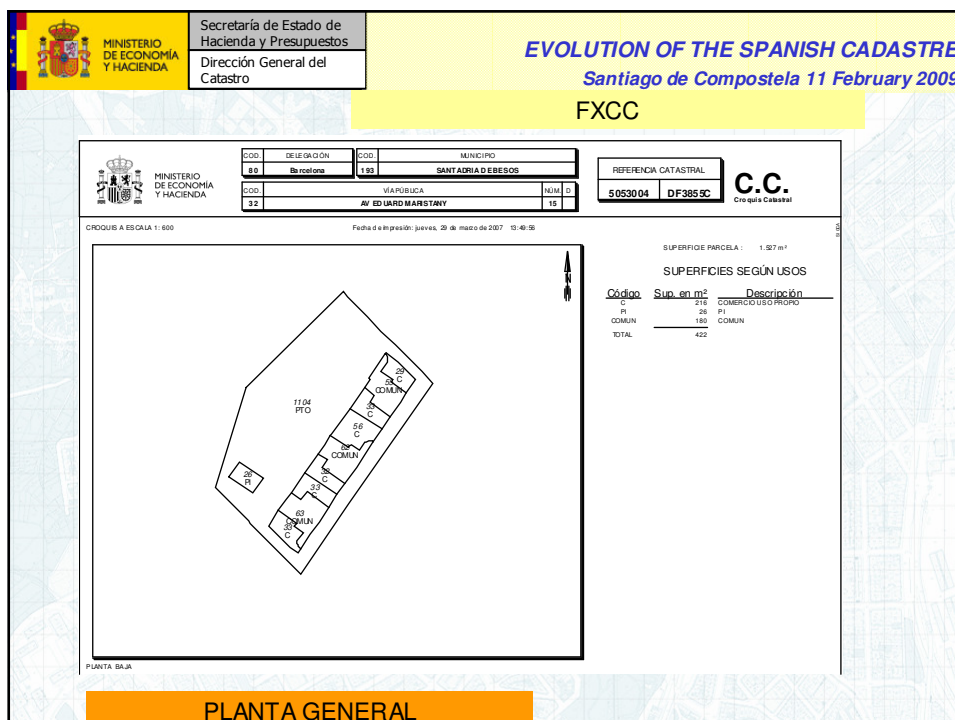 MINISTERIO
DE ECONOMÍA
Y HACIENDA
Secretaría de Estado de
Hacienda y Presupuestos
Dirección General del
Catastro
EVOLUTION OF THE SPANISH CADASTRE
Santiago de Compostela 11 February 2009
FXCC
MINISTERIO
DE ECONOMÍA
Y HACIENDA
COD. DELEGACIÓN COD. MUNICIPIO
80 Barcelona 193 SANT ADRIA D E BESOS
COD. VÍA PÚBLICA NÚM. D
32 AV EDUARD MARISTANY 15
REFERENCIA CATASTRAL
5053004 DF3855C
C.C.
Croquis Catastral
CROQUIS A ESCALA 1: 600
Fecha de impresión: jueves, 29 de marzo de 2007 13:49:56
SUPERFICIE PARCELA : 1.527 m²
SUPERFICIES SEGÚN USOS
Código Sup. en m² Descripción
C 216 COMERCIO USO PROPIO
PI 26 PI
COMUN 180 COMUN
TOTAL 422
N
29
C
COMUN
33
C
1104
PTO
56
C
62
COMUN
C
26
PI
33
C
63
COMUN
33
C
PLANTA BAJA
PLANTA GENERAL